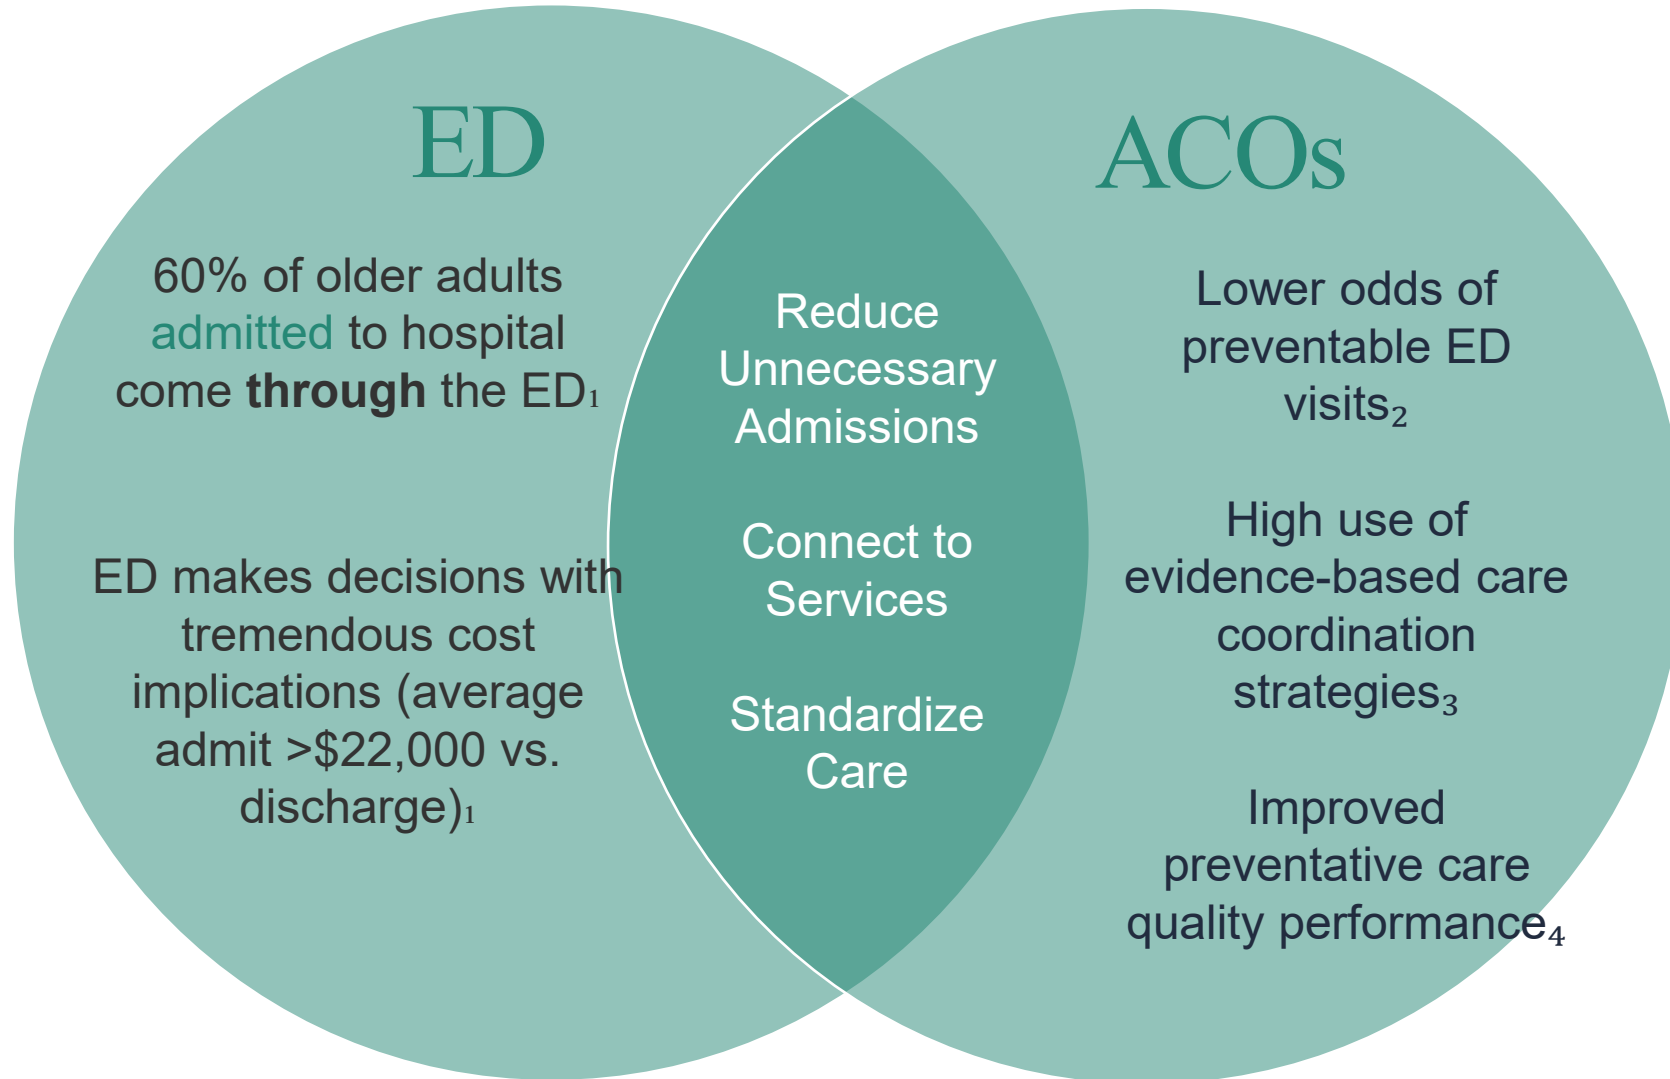 ED
60% of older adults
admitted to hospital
come through the ED₁
ED makes decisions with
tremendous cost
implications (average
admit >$22,000 vs.
discharge)₁
Reduce
Unnecessary
Admissions
Connect to
Services
Standardize
Care
ACOs
Lower odds of
preventable ED
visits₂
High use of
evidence-based care
coordination
strategies₃
Improved
preventative care
quality performance₄